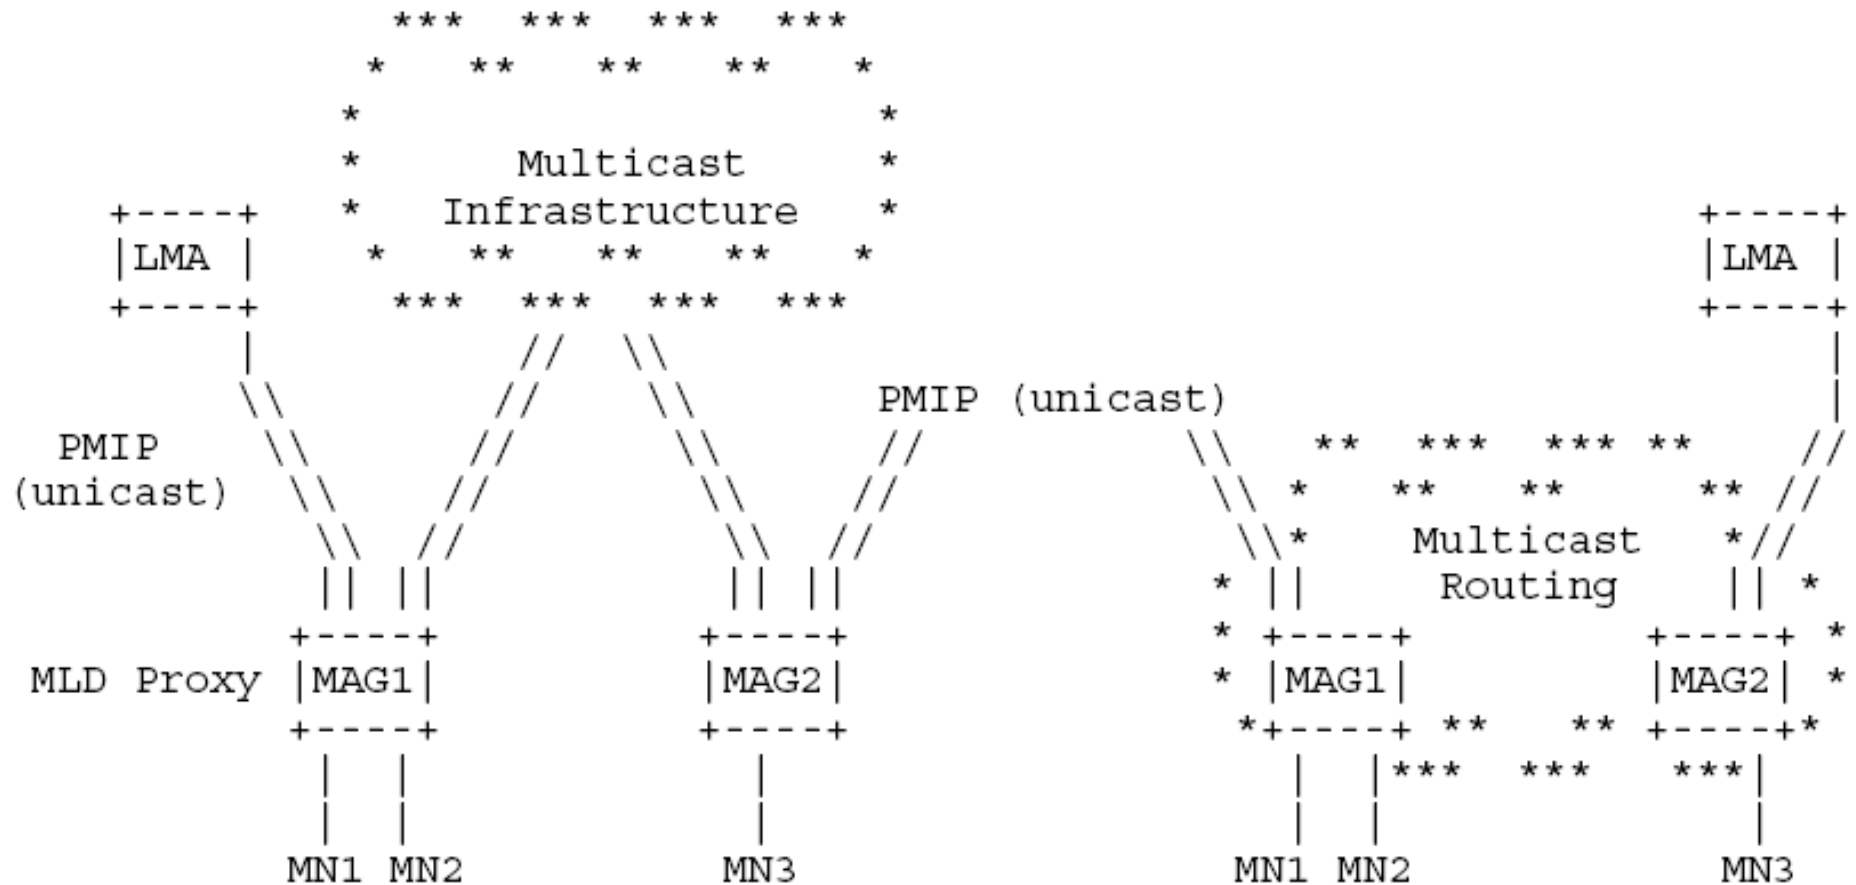 Multicast
Infrastructure
LMA LMA
PMIP (unicast)
PMIP
(unicast)
Multicast
Routing
MLD Proxy MAG1 MAG2 MAG1 MAG2
MN1 MN2 MN3 MN1 MN2 MN3